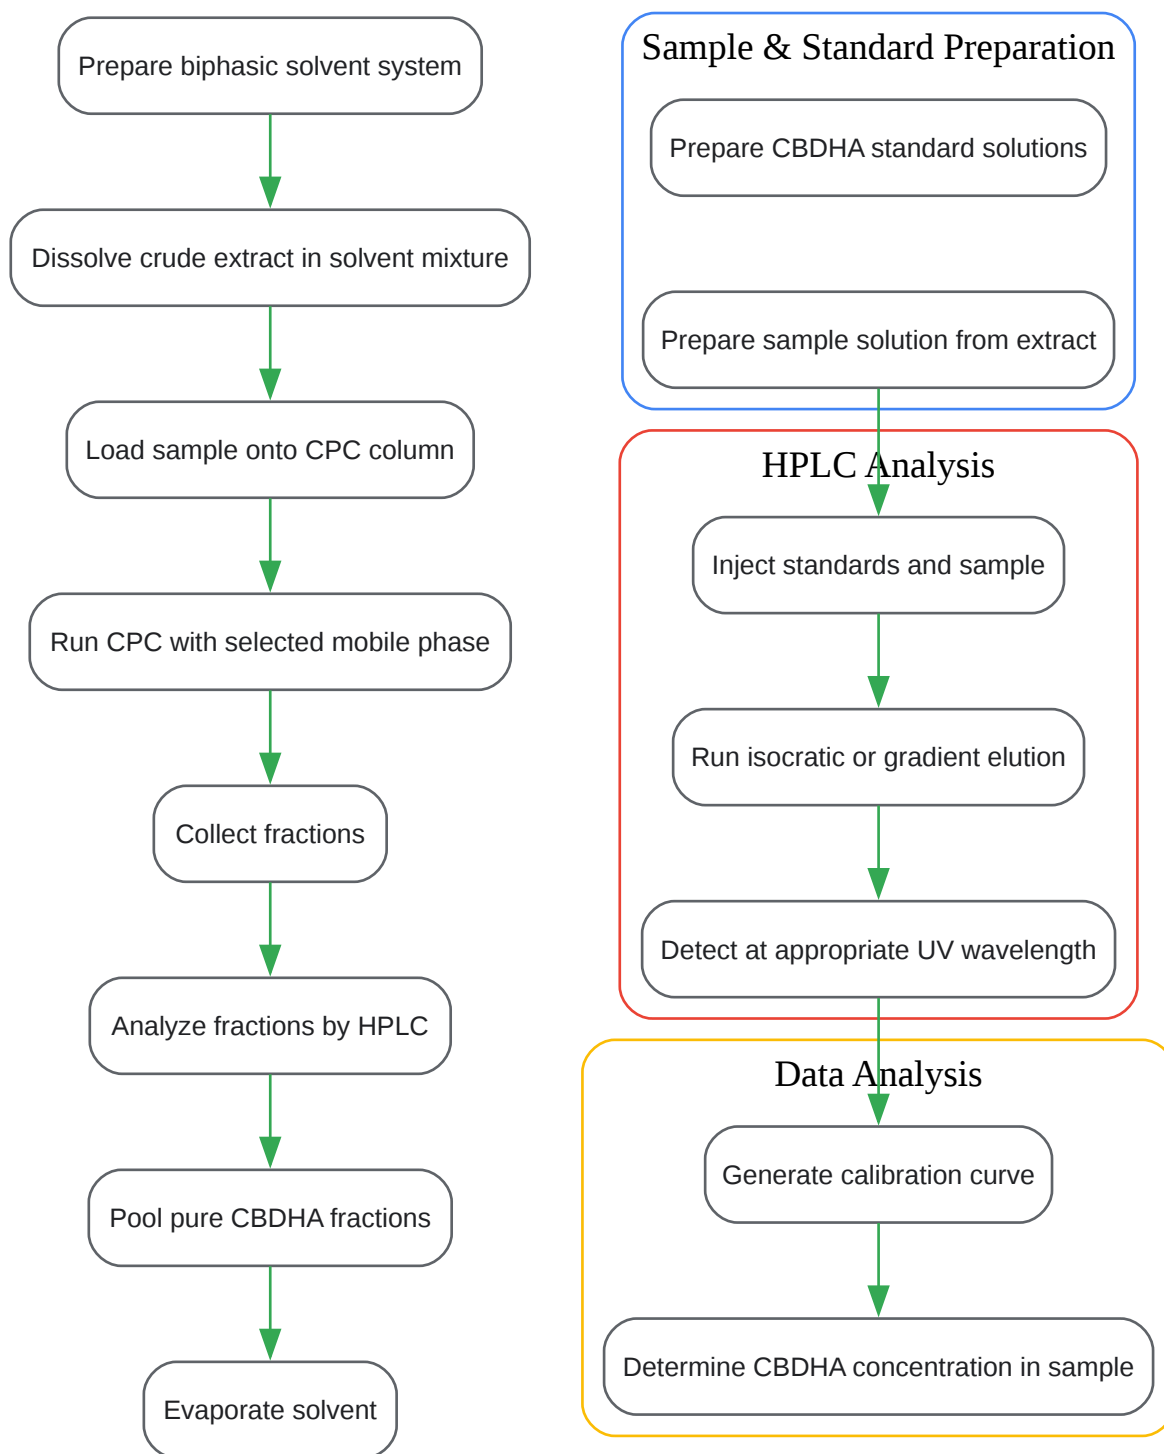 Prepare biphasic solvent system
Dissolve crude extract in solvent mixture
Load sample onto CPC column
Run CPC with selected mobile phase
Collect fractions
Analyze fractions by HPLC
Pool pure CBDHA fractions
Evaporate solvent
Sample & Standard Preparation
Prepare CBDHA standard solutions
Prepare sample solution from extract
HPLC Analysis
Inject standards and sample
Run isocratic or gradient elution
Detect at appropriate UV wavelength
Data Analysis
Generate calibration curve
Determine CBDHA concentration in sample